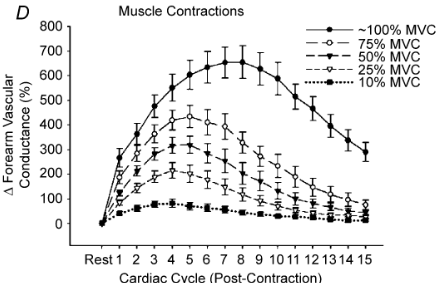 D
Muscle Contractions
~100% MVC
75% MVC
50% MVC
25% MVC
10% MVC
Δ Forearm Vascular
Conductance (%)
800
700
600
500
400
300
200
100
0
Rest 1 2 3 4 5 6 7 8 9 10 11 12 13 14 15
Cardiac Cycle (Post-Contraction)